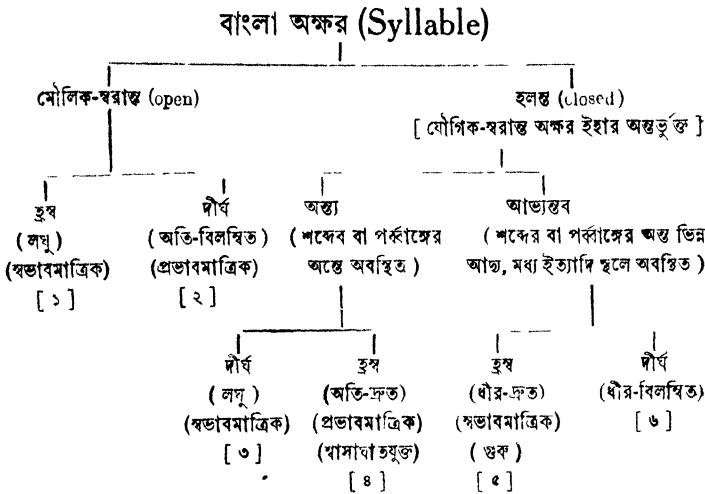 বাংলা অক্ষর (Syllable)
মৌলিক-স্বরান্ত (open)
হলন্ত (closed)
[ যৌগিক-স্বরান্ত অক্ষর ইহার অন্তর্ভুক্ত ]
হ্রস্ব
(লঘু)
(স্বভাবমাত্রিক)
[ ১ ]
দীর্ঘ
(অতি-বিলম্বিত)
(প্রভাবমাত্রিক)
[ ২ ]
অন্ত্য
(শব্দেব বা পর্ব্বাঙ্গের
অন্তে অবস্থিত)
আভ্যন্তব
(শব্দের বা পর্ব্বাঙ্গের অন্ত ভিন্ন
আদ্য, মধ্য ইত্যাদি স্থলে অবস্থিত)
দীর্ঘ
(লঘু)
(স্বভাবমাত্রিক)
[ ৩ ]
হ্রস্ব
(অতি-দ্রুত)
(প্রভাবমাত্রিক)
(শ্বাসাঘাতযুক্ত)
[ ৪ ]
হ্রস্ব
(ধীর-দ্রুত)
(স্বভাবমাত্রিক)
(গুরু)
[ ৫ ]
দীর্ঘ
(ধীর-বিলম্বিত)
[ ৬ ]